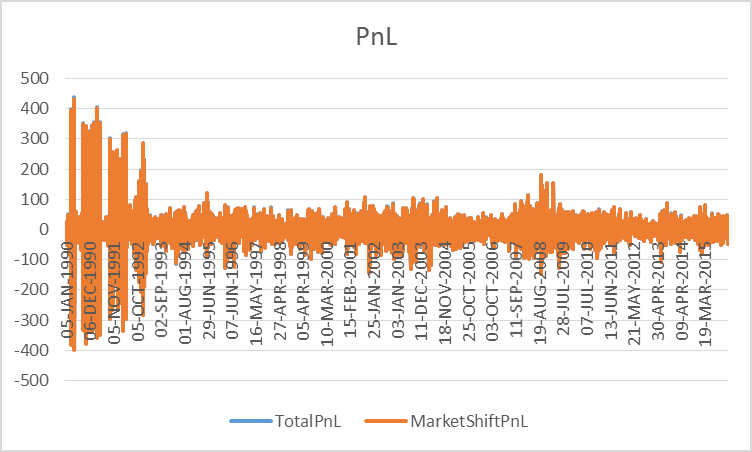 PnL
500
400
300
200
100
0
-100
-200
-300
-400
-500
05-JAN-1990
06-DEC-1990
05-NOV-1991
05-OCT-1992
02-SEP-1993
01-AUG-1994
29-JUN-1995
07-JUN-1996
16-MAY-1997
27-APR-1998
05-APR-1999
10-MAR-2000
15-FEB-2001
25-JAN-2002
03-JAN-2003
11-DEC-2003
18-NOV-2004
25-OCT-2005
03-OCT-2006
11-SEP-2007
19-AUG-2008
28-JUL-2009
07-JUL-2010
13-JUN-2011
21-MAY-2012
30-APR-2013
09-APR-2014
19-MAR-2015
TotalPnL
MarketShiftPnL